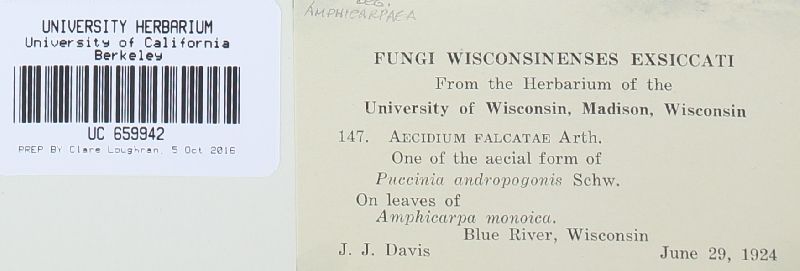 UNIVERSITY HERBARIUM
University of California
Berkeley
UC 659942
PREP BY Clare Loughran, 5 Oct 2016
LEG.
AMPHICARPAEA
FUNGI WISCONSINENSES EXSICCATI
From the Herbarium of the
University of Wisconsin, Madison, Wisconsin
147. AECIDIUM FALCATAE Arth.
One of the aecial form of
Puccinia andropogonis Schw.
On leaves of
Amphicarpa monoica.
Blue River, Wisconsin
J. J. Davis June 29, 1924